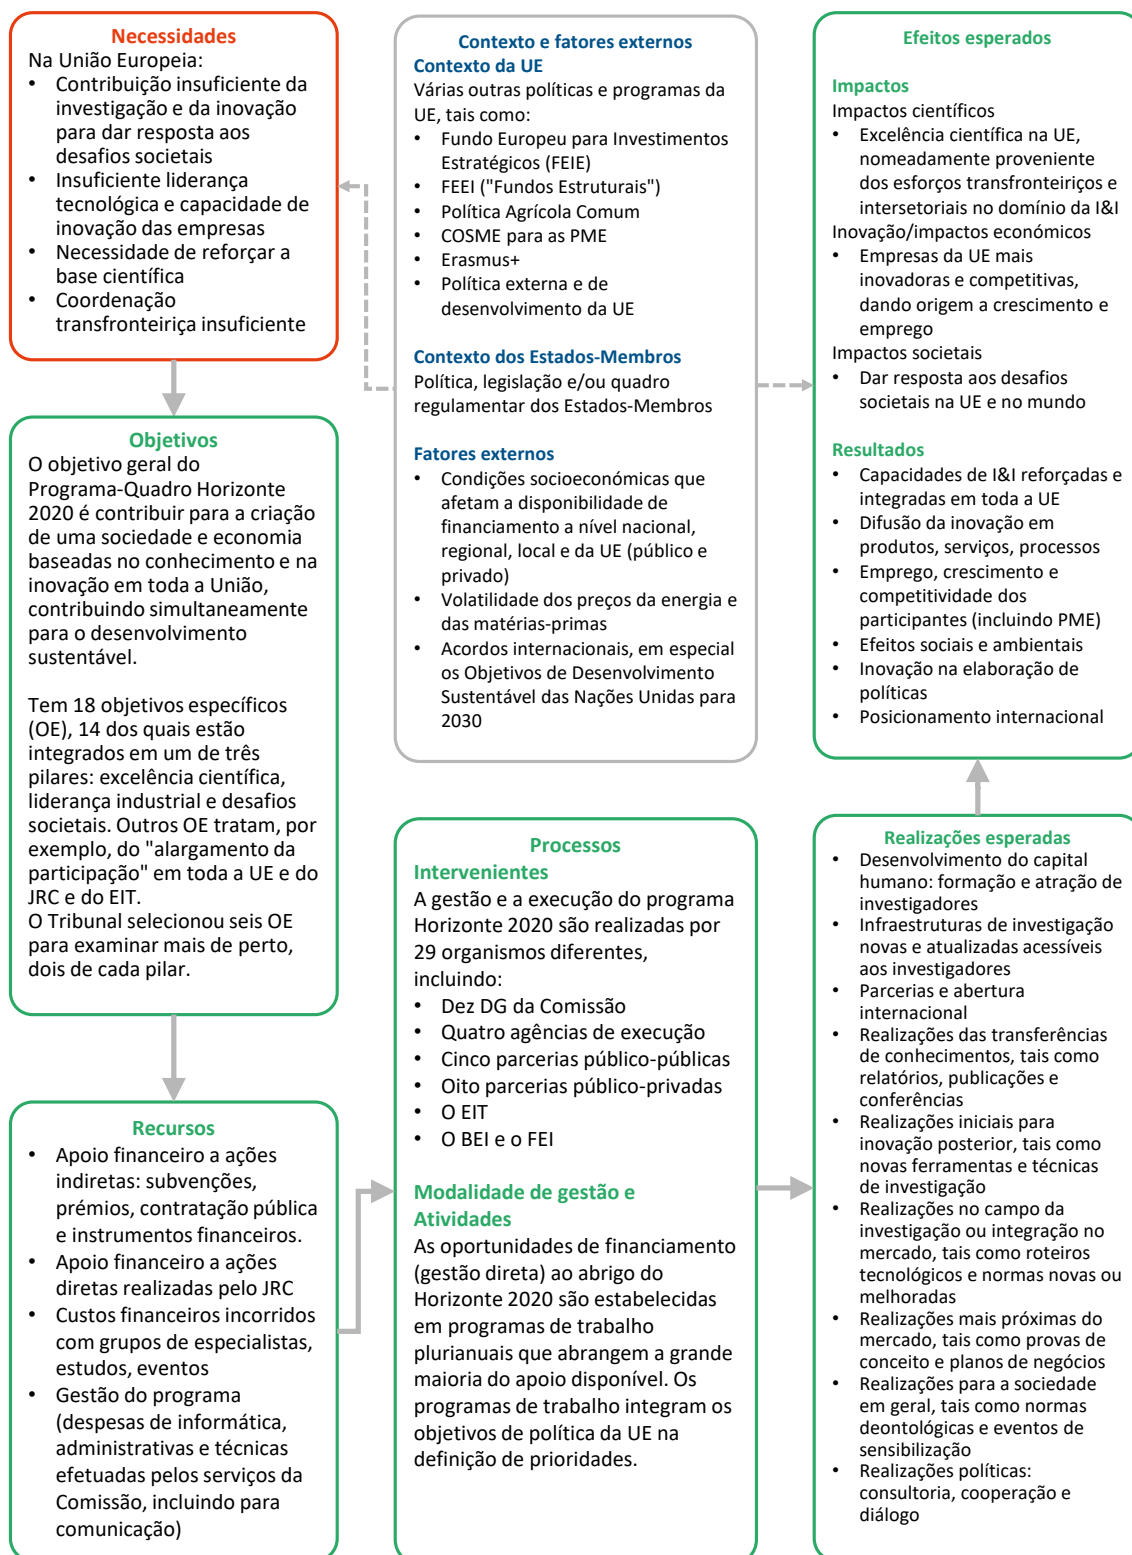 Necessidades
Na União Europeia:
• Contribuição insuficiente da
investigação e da inovação
para dar resposta aos
desafios societais
• Insuficiente liderança
tecnológica e capacidade de
inovação das empresas
• Necessidade de reforçar a
base científica
• Coordenação
transfronteiriça insuficiente
Objetivos
O objetivo geral do
Programa-Quadro Horizonte
2020 é contribuir para a criação
de uma sociedade e economia
baseadas no conhecimento e na
inovação em toda a União,
contribuindo simultaneamente
para o desenvolvimento
sustentável.
Tem 18 objetivos específicos
(OE), 14 dos quais estão
integrados em um de três
pilares: excelência científica,
liderança industrial e desafios
societais. Outros OE tratam, por
exemplo, do "alargamento da
participação" em toda a UE e do
JRC e do EIT.
O Tribunal selecionou seis OE
para examinar mais de perto,
dois de cada pilar.
Recursos
• Apoio financeiro a ações
indiretas: subvenções,
prémios, contratação pública
e instrumentos financeiros.
• Apoio financeiro a ações
diretas realizadas pelo JRC
• Custos financeiros incorridos
com grupos de especialistas,
estudos, eventos
• Gestão do programa
(despesas de informática,
administrativas e técnicas
efetuadas pelos serviços da
Comissão, incluindo para
comunicação)
Contexto e fatores externos
Contexto da UE
Várias outras políticas e programas da
UE, tais como:
• Fundo Europeu para Investimentos
Estratégicos (FEIE)
• FEEI ("Fundos Estruturais")
• Política Agrícola Comum
• COSME para as PME
• Erasmus+
• Política externa e de
desenvolvimento da UE
Contexto dos Estados-Membros
Política, legislação e/ou quadro
regulamentar dos Estados-Membros
Fatores externos
• Condições socioeconómicas que
afetam a disponibilidade de
financiamento a nível nacional,
regional, local e da UE (público e
privado)
• Volatilidade dos preços da energia e
das matérias-primas
• Acordos internacionais, em especial
os Objetivos de Desenvolvimento
Sustentável das Nações Unidas para
2030
Processos
Intervenientes
A gestão e a execução do programa
Horizonte 2020 são realizadas por
29 organismos diferentes,
incluindo:
• Dez DG da Comissão
• Quatro agências de execução
• Cinco parcerias público-públicas
• Oito parcerias público-privadas
• O EIT
• O BEI e o FEI
Modalidade de gestão e
Atividades
As oportunidades de financiamento
(gestão direta) ao abrigo do
Horizonte 2020 são estabelecidas
em programas de trabalho
plurianuais que abrangem a grande
maioria do apoio disponível. Os
programas de trabalho integram os
objetivos de política da UE na
definição de prioridades.
Efeitos esperados
Impactos
Impactos científicos
• Excelência científica na UE,
nomeadamente proveniente
dos esforços transfronteiriços e
intersetoriais no domínio da I&I
Inovação/impactos económicos
• Empresas da UE mais
inovadoras e competitivas,
dando origem a crescimento e
emprego
Impactos societais
• Dar resposta aos desafios
societais na UE e no mundo
Resultados
• Capacidades de I&I reforçadas e
integradas em toda a UE
• Difusão da inovação em
produtos, serviços, processos
• Emprego, crescimento e
competitividade dos
participantes (incluindo PME)
• Efeitos sociais e ambientais
• Inovação na elaboração de
políticas
• Posicionamento internacional
Realizações esperadas
• Desenvolvimento do capital
humano: formação e atração de
investigadores
• Infraestruturas de investigação
novas e atualizadas acessíveis
aos investigadores
• Parcerias e abertura
internacional
• Realizações das transferências
de conhecimentos, tais como
relatórios, publicações e
conferências
• Realizações iniciais para
inovação posterior, tais como
novas ferramentas e técnicas
de investigação
• Realizações no campo da
investigação ou integração no
mercado, tais como roteiros
tecnológicos e normas novas ou
melhoradas
• Realizações mais próximas do
mercado, tais como provas de
conceito e planos de negócios
• Realizações para a sociedade
em geral, tais como normas
deontológicas e eventos de
sensibilização
• Realizações políticas:
consultoria, cooperação e
diálogo